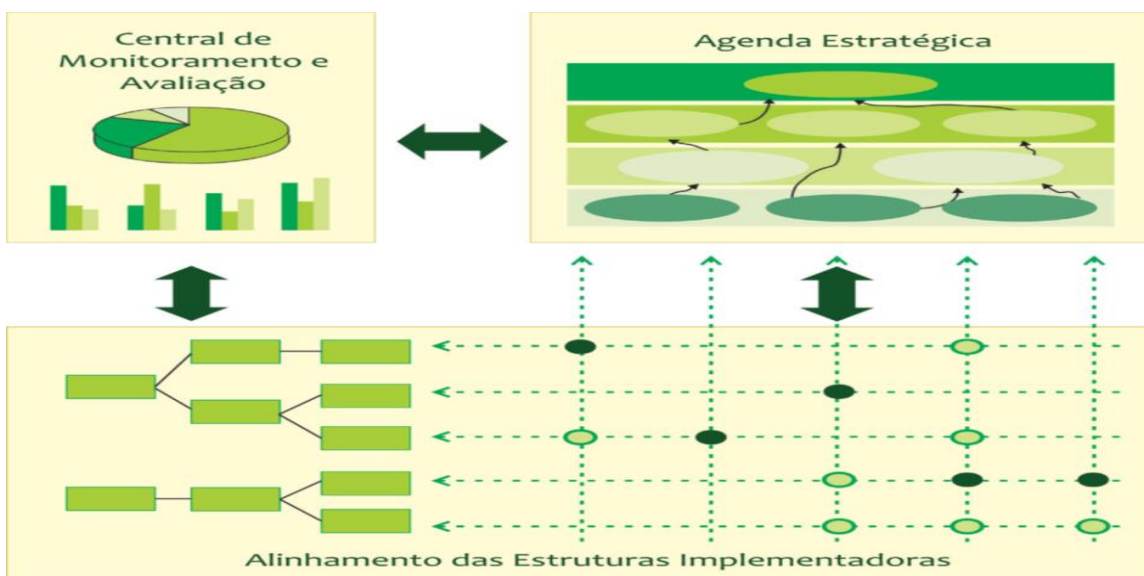 Central de
Monitoramento e
Avaliação
Agenda Estratégica
Alinhamento das Estruturas Implementadoras